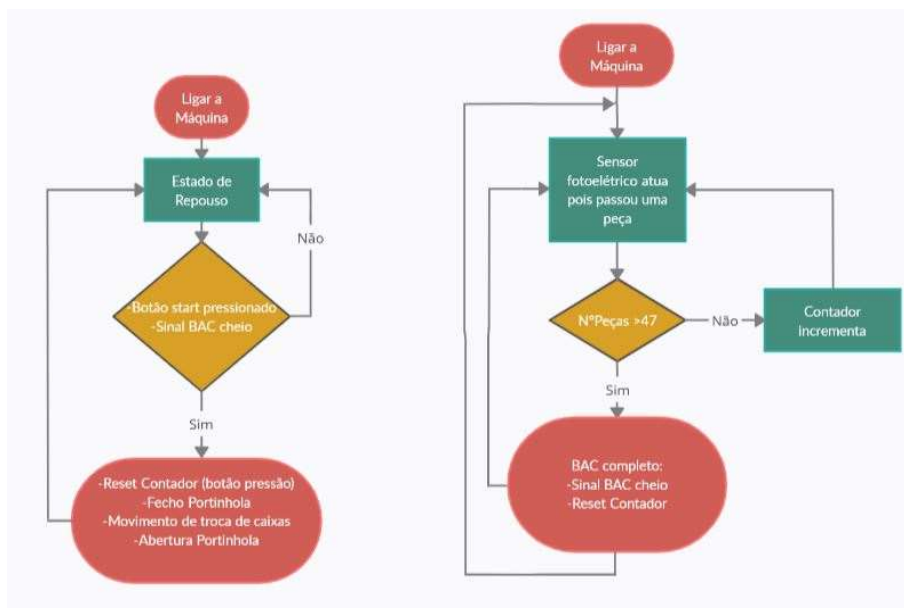 Ligar a
Máquina
Estado de
Repouso
Não
-Botão start pressionado
-Sinal BAC cheio
Sim
-Reset Contador (botão pressão)
-Fecho Portinhola
-Movimento de troca de caixas
-Abertura Portinhola
Ligar a
Máquina
Sensor
fotoelétrico atua
pois passou uma
peça
NºPeças >47
Não
Contador
incrementa
Sim
BAC completo:
-Sinal BAC cheio
-Reset Contador